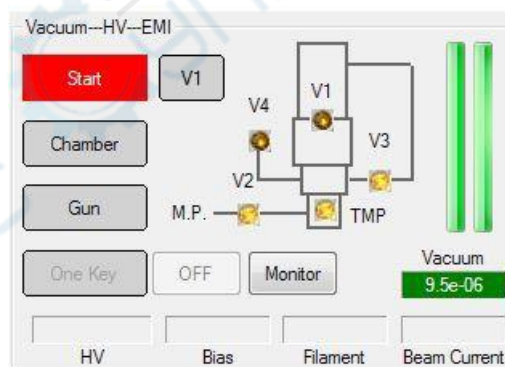 Vacuum---HV---EMI
Start
V1
V4
V1
Chamber
V3
V2
Gun
M.P.
TMP
One Key
OFF
Monitor
Vacuum
9.5e-06
HV
Bias
Filament
Beam Current